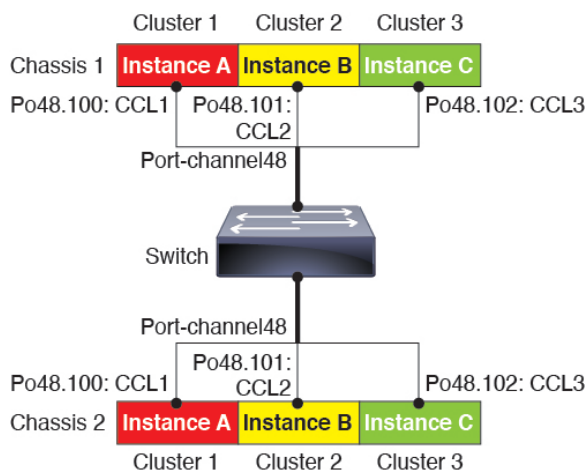 Cluster 1 Cluster 2 Cluster 3
Chassis 1 Instance A Instance B Instance C
Po48.100: CCL1 Po48.101: Po48.102: CCL3
CCL2
Port-channel48
Switch
Port-channel48
Po48.101:
Po48.100: CCL1 CCL2 Po48.102: CCL3
Chassis 2 Instance A Instance B Instance C
Cluster 1 Cluster 2 Cluster 3